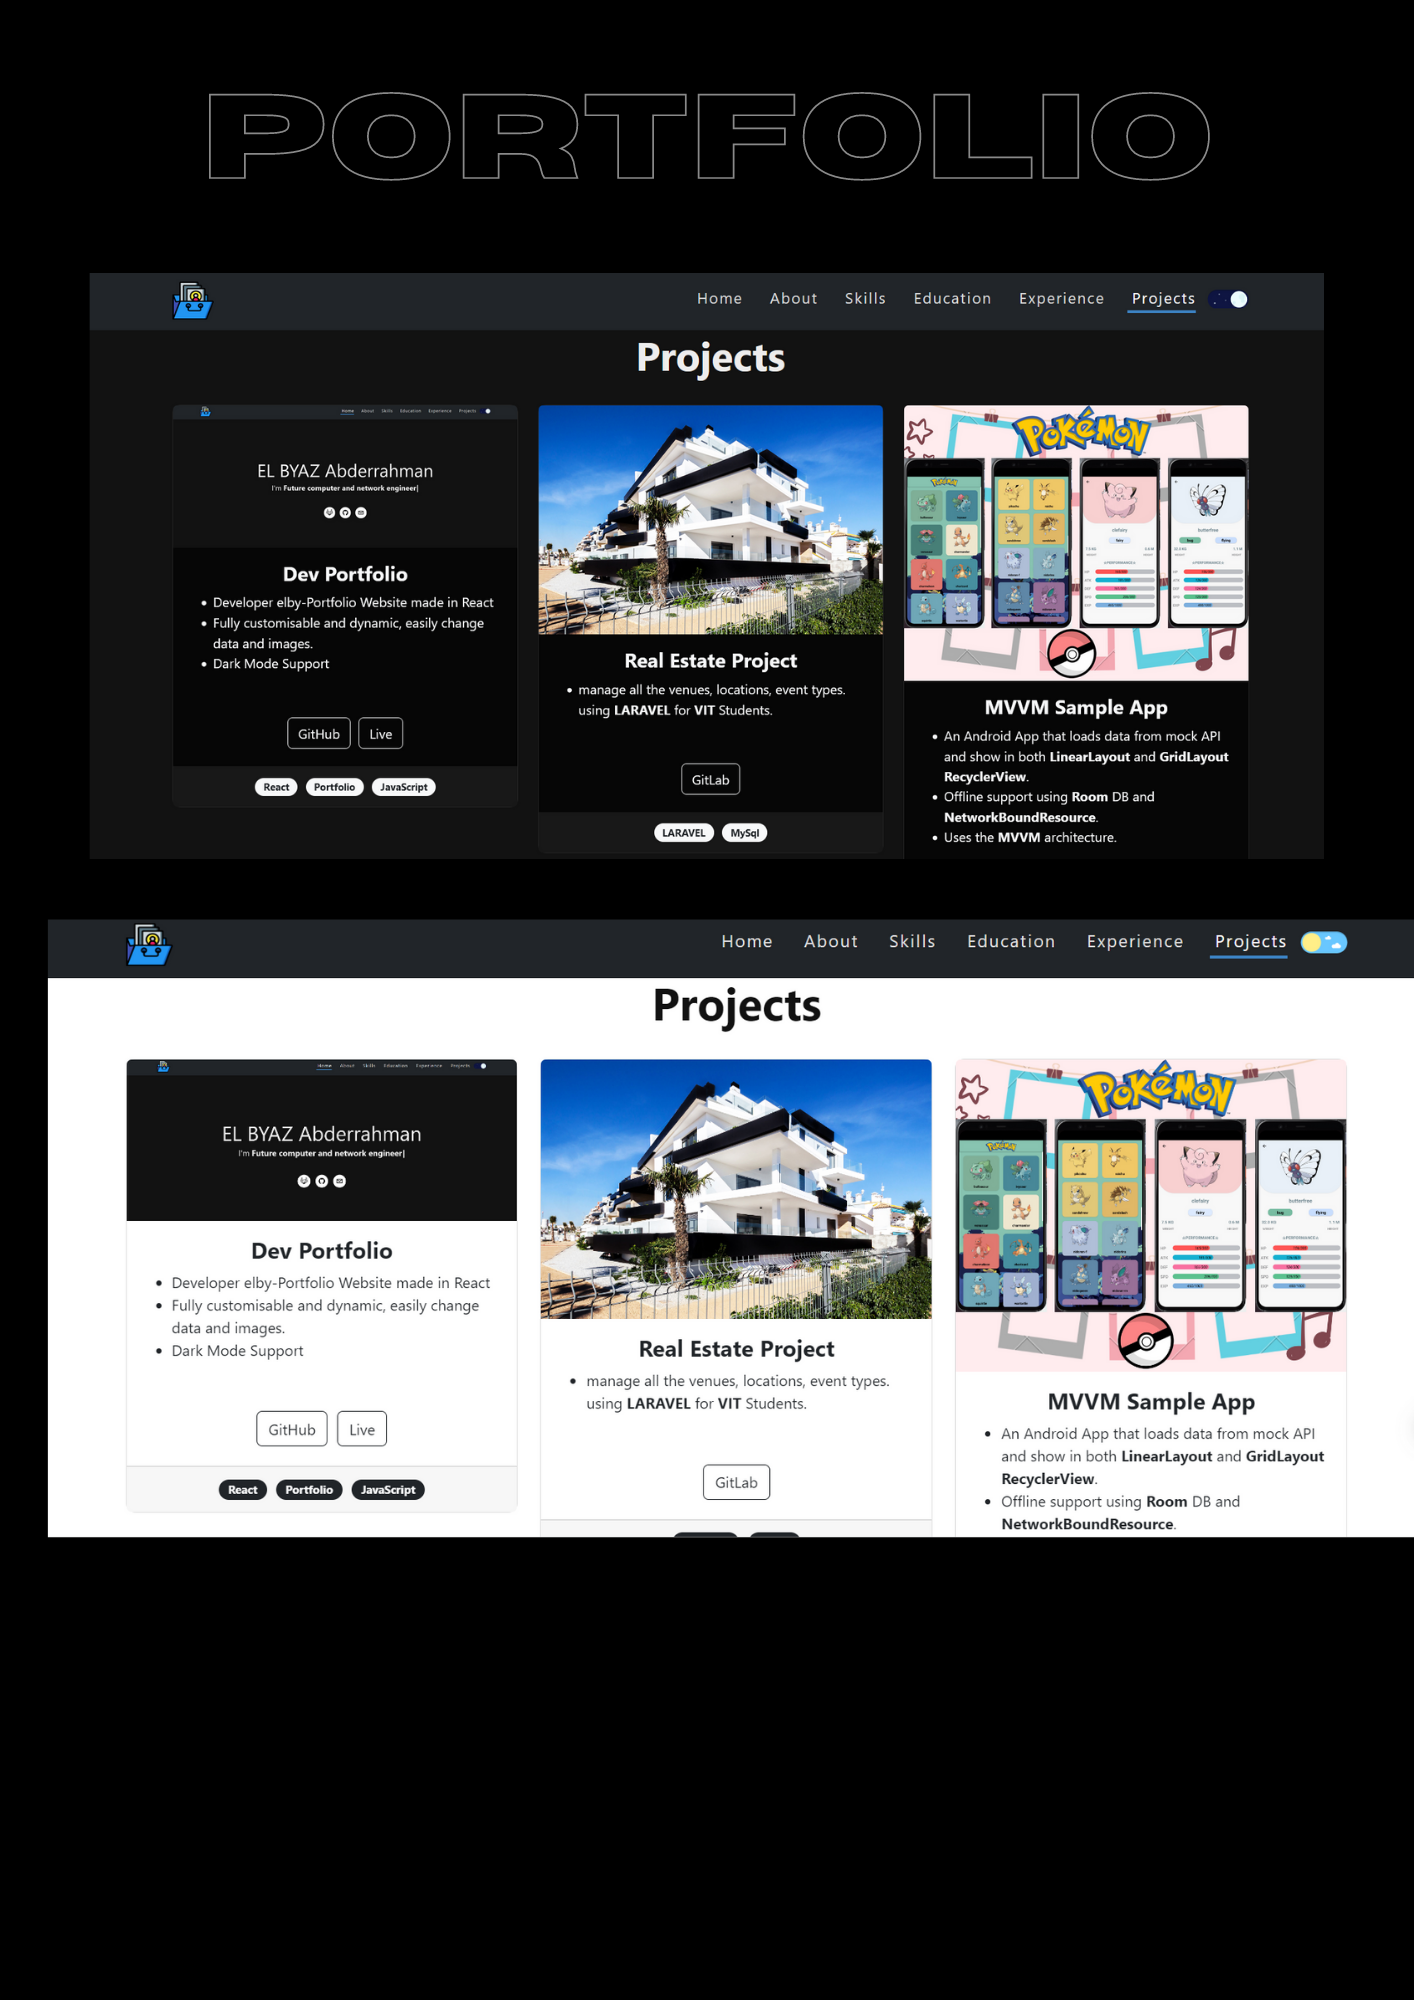 PORTFOLIO
Home About Skills Education Experience Projects
Projects
Home About Skills Education Experience Projects
EL BYAZ Abderrahman
I'm Future computer and network engineer|
Dev Portfolio
Developer elby-Portfolio Website made in React
Fully customisable and dynamic, easily change
data and images.
Dark Mode Support
GitHub Live
React Portfolio JavaScript
Real Estate Project
manage all the venues, locations, event types.
using LARAVEL for VIT Students.
GitLab
LARAVEL MySql
POKéMON
MVVM Sample App
An Android App that loads data from mock API
and show in both LinearLayout and GridLayout
RecyclerView.
Offline support using Room DB and
NetworkBoundResource.
Uses the MVVM architecture.
Home About Skills Education Experience Projects
Projects
Home About Skills Education Experience Projects
EL BYAZ Abderrahman
I'm Future computer and network engineer|
Dev Portfolio
Developer elby-Portfolio Website made in React
Fully customisable and dynamic, easily change
data and images.
Dark Mode Support
GitHub Live
React Portfolio JavaScript
Real Estate Project
manage all the venues, locations, event types.
using LARAVEL for VIT Students.
GitLab
POKéMON
MVVM Sample App
An Android App that loads data from mock API
and show in both LinearLayout and GridLayout
RecyclerView.
Offline support using Room DB and
NetworkBoundResource.